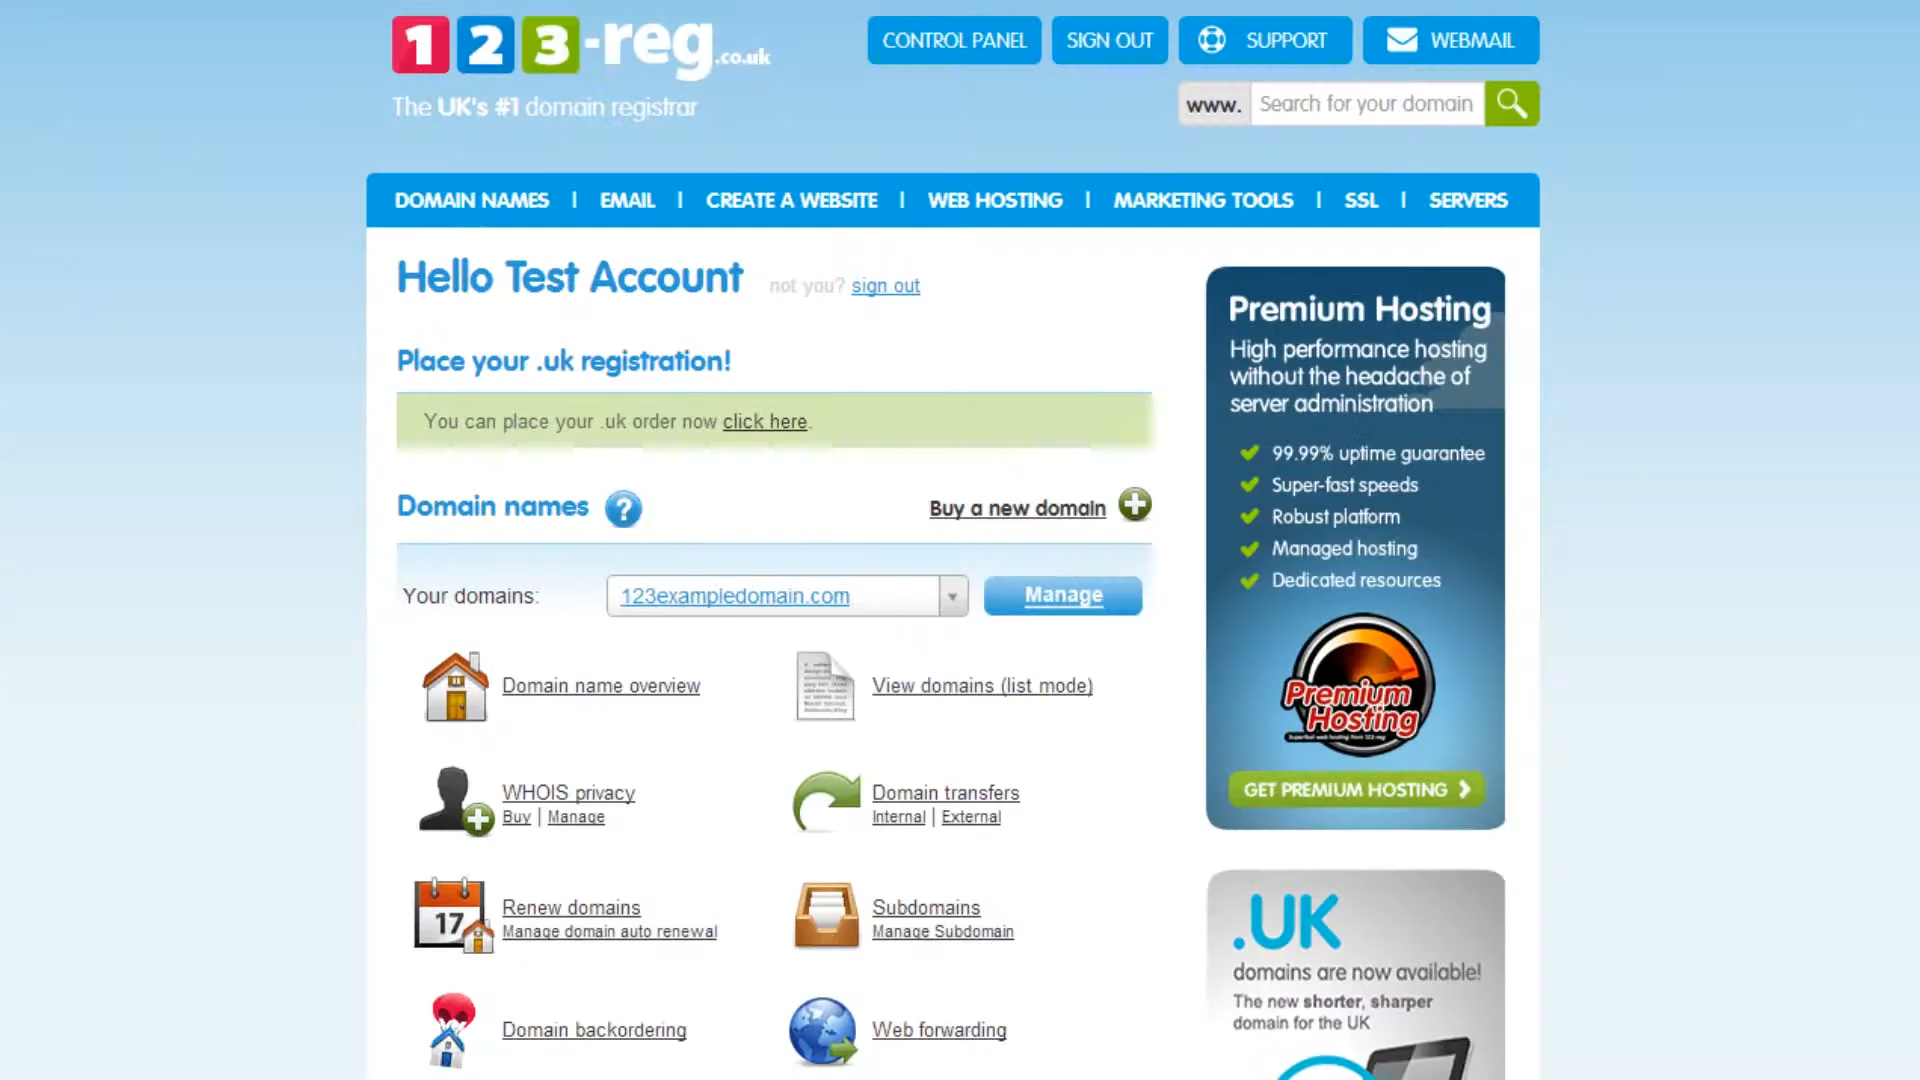 123-reg.co.uk
The UK's #1 domain registrar
CONTROL PANEL
SIGN OUT
SUPPORT
WEBMAIL
www. Search for your domain
DOMAIN NAMES | EMAIL | CREATE A WEBSITE | WEB HOSTING | MARKETING TOOLS | SSL | SERVERS
Hello Test Account not you? sign out
Place your .uk registration!
You can place your .uk order now click here.
Domain names ?
Buy a new domain
Your domains: 123exampledomain.com Manage
Domain name overview
View domains (list mode)
WHOIS privacy
Buy | Manage
Domain transfers
Internal | External
17
Renew domains
Manage domain auto renewal
Subdomains
Manage Subdomain
Domain backordering
Web forwarding
Premium Hosting
High performance hosting
without the headache of
server administration
99.99% uptime guarantee
Super-fast speeds
Robust platform
Managed hosting
Dedicated resources
Premium
Hosting
Superfast web hosting from 123-reg
GET PREMIUM HOSTING
.UK
domains are now available!
The new shorter, sharper
domain for the UK